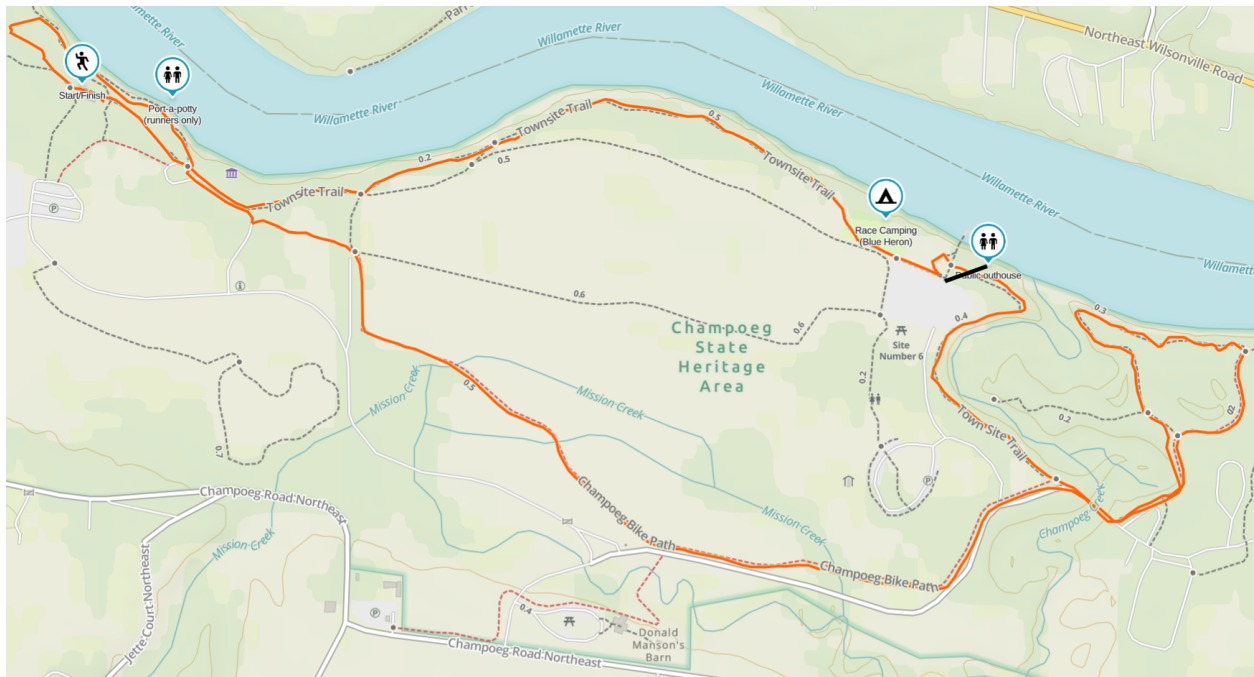 Northeast Wilsonville Road
Parr
Willamette River
Willamette River
Willamette River
Willamette River
Willamette River
Willamett
Start/Finish
Port-a-potty
(runners only)
Townsite Trail
0.2
0.5
0.5
Townsite Trail
Townsite Trail
P
Race Camping
(Blue Heron)
Public outhouse
0.6
0.6
0.4
0.3
Champoeg
State
Heritage
Area
Site
Number 6
Mission Creek
Mission Creek
0.5
0.2
0.2
Town Site Trail
0.7
Champoeg Road Northeast
Champoeg Bike Path
P
Mission Creek
Mission Creek
Champoeg Creek
Jette Court Northeast
Champoeg Bike Path
P
0.4
Donald
Manson's
Barn
Champoeg Road Northeast